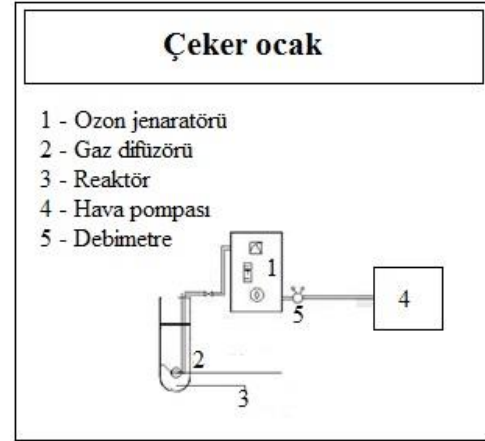 Çeker ocak
1 - Ozon jenaratörü
2 - Gaz difüzörü
3 - Reaktör
4 - Hava pompası
5 - Debimetre
1
4
5
2
3